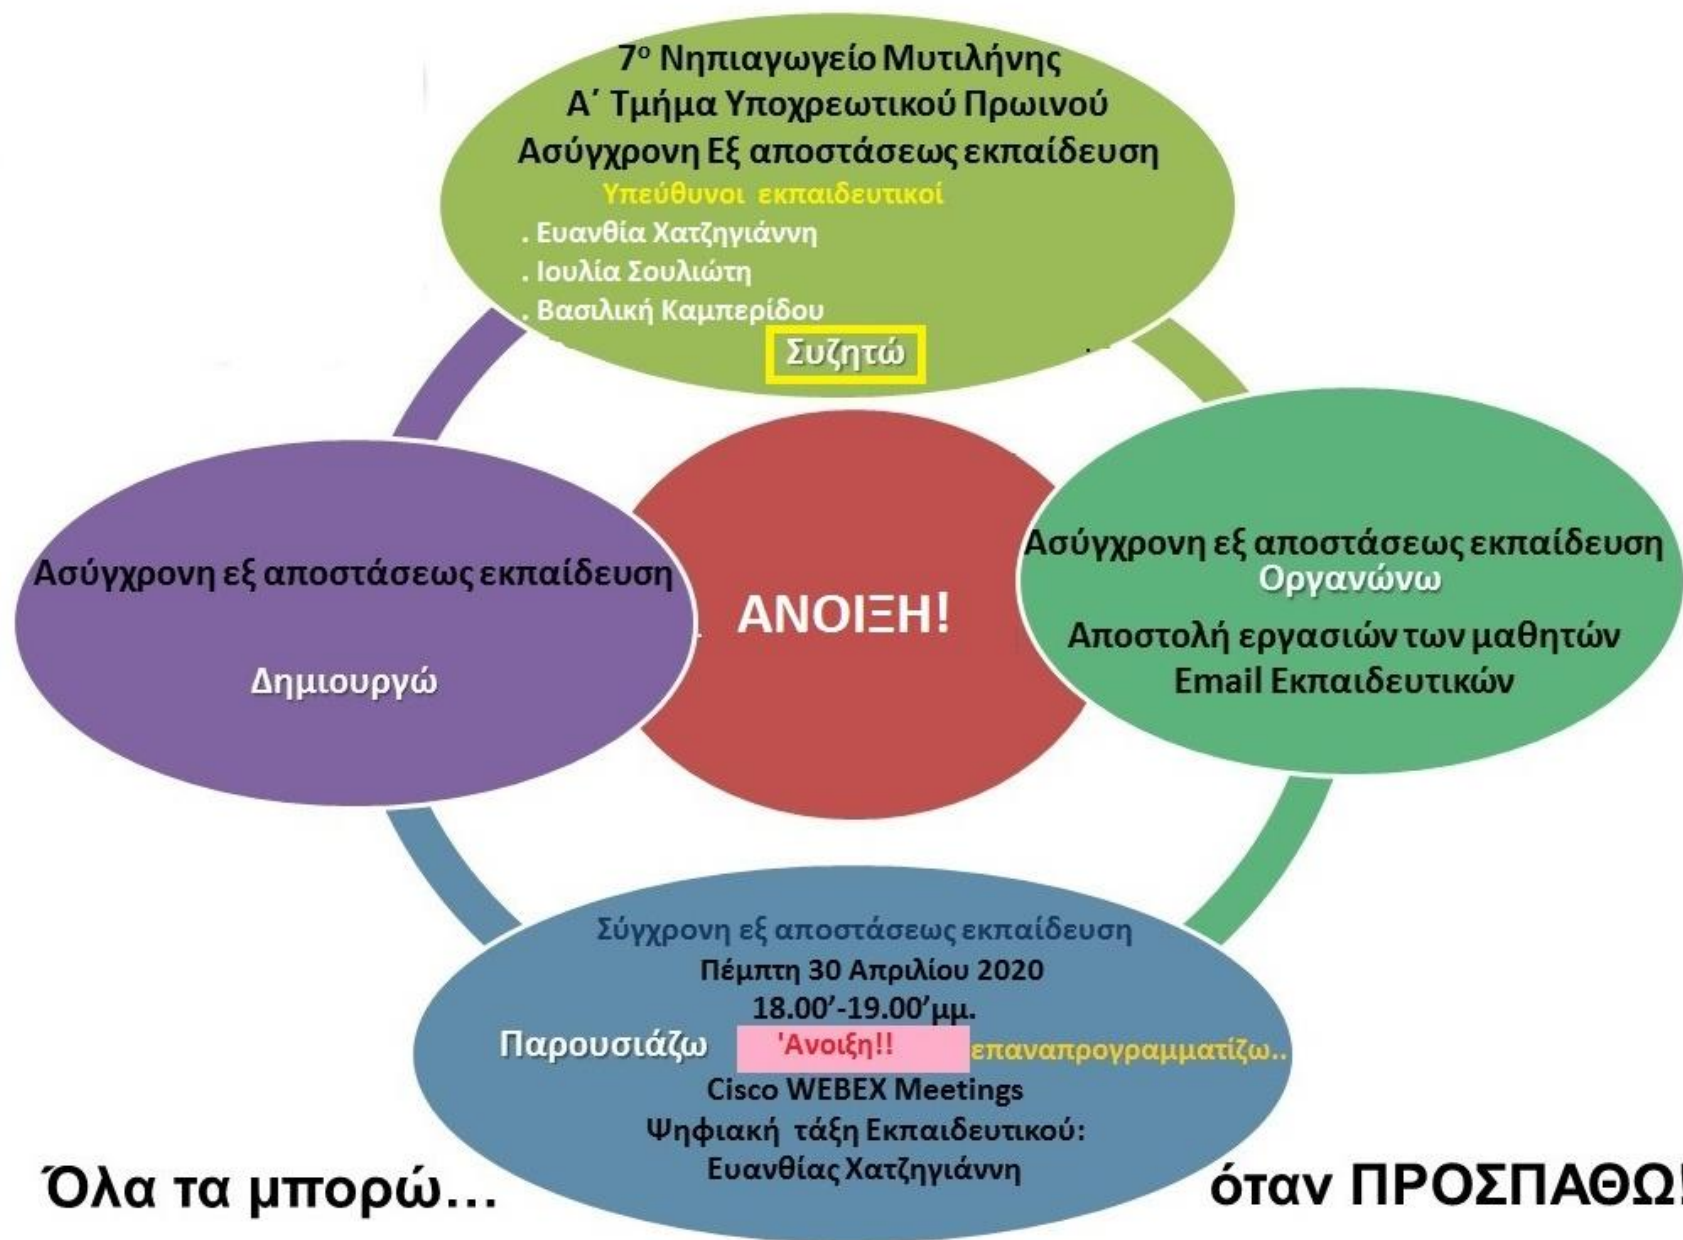 7ο Νηπιαγωγείο Μυτιλήνης
Α΄ Τμήμα Υποχρεωτικού Πρωινού
Ασύγχρονη Εξ αποστάσεως εκπαίδευση
Υπεύθυνοι εκπαιδευτικοί
. Ευανθία Χατζηγιάννη
. Ιουλία Σουλιώτη
. Βασιλική Καμπερίδου
Συζητώ
Ασύγχρονη εξ αποστάσεως εκπαίδευση
Δημιουργώ
ΑΝΟΙΞΗ!
Ασύγχρονη εξ αποστάσεως εκπαίδευση
Οργανώνω
Αποστολή εργασιών των μαθητών
Email Εκπαιδευτικών
Σύγχρονη εξ αποστάσεως εκπαίδευση
Πέμπτη 30 Απριλίου 2020
18.00’-19.00’μμ.
Παρουσιάζω 'Ανοιξη!! επαναπρογραμματίζω..
Cisco WEBEX Meetings
Ψηφιακή τάξη Εκπαιδευτικού:
Ευανθίας Χατζηγιάννη
Όλα τα μπορώ... όταν ΠΡΟΣΠΑΘΩ!